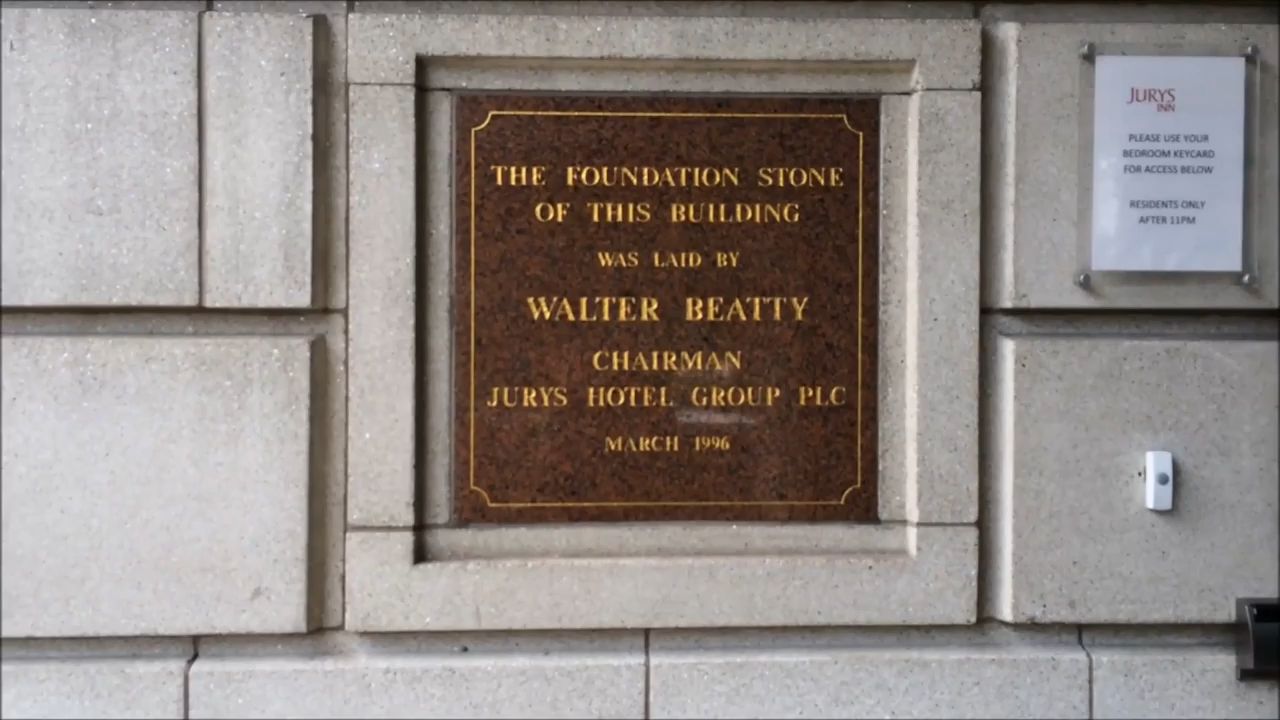 THE FOUNDATION STONE
OF THIS BUILDING
WAS LAID BY
WALTER BEATTY
CHAIRMAN
JURYS HOTEL GROUP PLC
MARCH 1996
JURYS
INN
PLEASE USE YOUR
BEDROOM KEYCARD
FOR ACCESS BELOW
RESIDENTS ONLY
AFTER 11PM